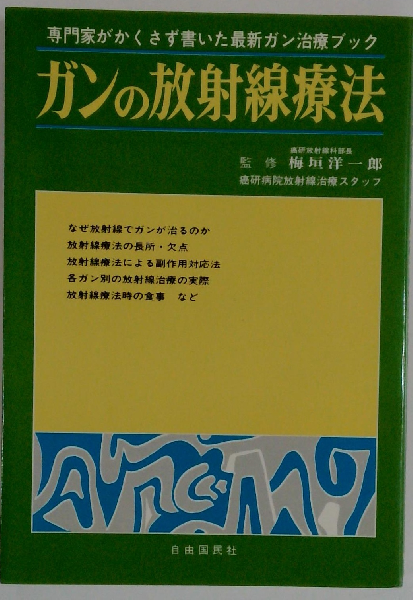 専門家がかくさず書いた最新ガン治療ブック
ガンの放射線療法
癌研放射線科部長
監修 梅垣洋一郎
癌研病院放射線治療スタッフ
なぜ放射線でガンが治るのか
放射線療法の長所・欠点
放射線療法による副作用対応法
各ガン別の放射線治療の実際
放射線療法時の食事 など
自由国民社